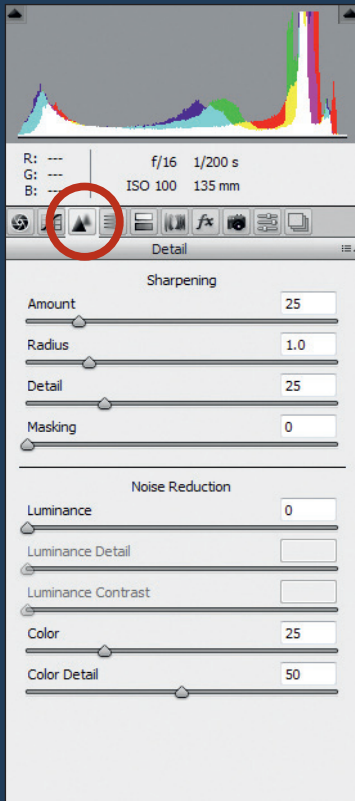 R: ---
G: ---
B: ---
f/16 1/200 s
ISO 100 135 mm
fx
Detail
Sharpening
Amount 25
Radius 1.0
Detail 25
Masking 0
Noise Reduction
Luminance 0
Luminance Detail
Luminance Contrast
Color 25
Color Detail 50